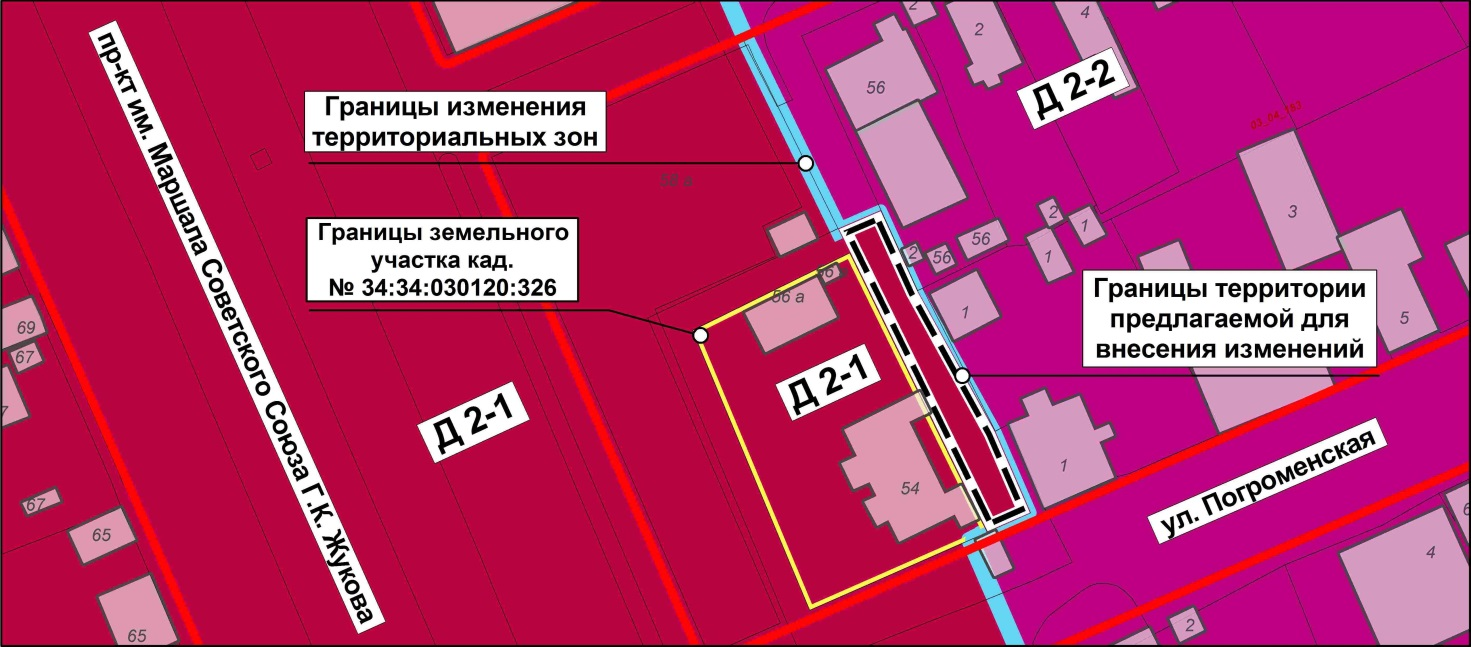 пр-кт им. Маршала Советского Союза Г.К. Жукова
Границы изменения
территориальных зон
Границы земельного
участка кад.
№ 34:34:030120:326
Д 2-2
Границы территории
предлагаемой для
внесения изменений
Д 2-1
Д 2-1
ул. Погроменская
03_04_163
2
2
4
56
3
2
1
1
56
56
2
1
5
56 а
54
1
69
67
67
65
65
4
2